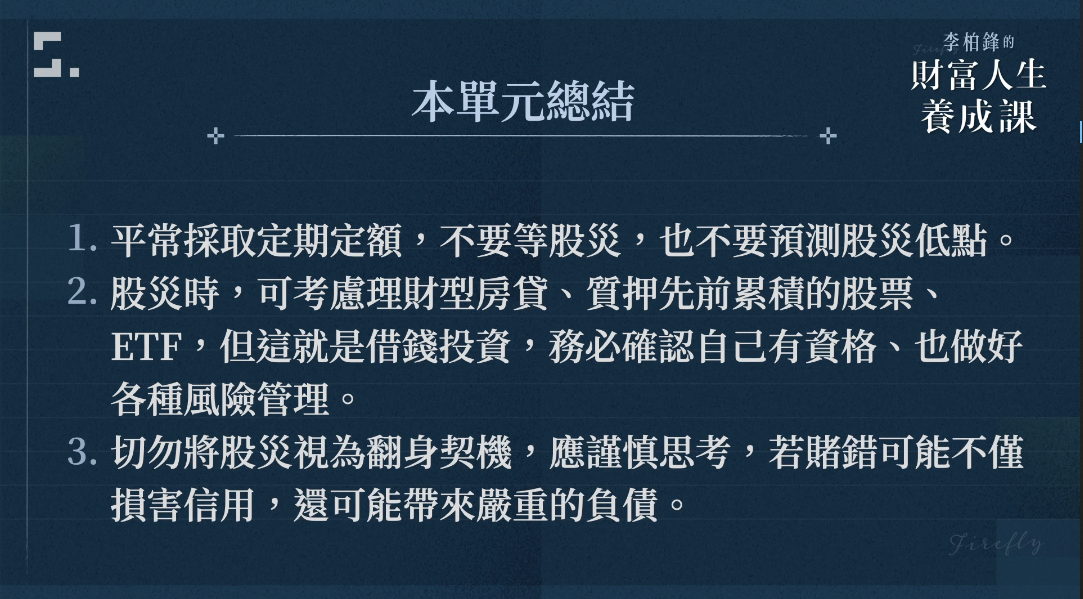 李柏鋒的
財富人生
養成課
本單元總結
1. 平常採取定期定額，不要等股災，也不要預測股災低點。
2. 股災時，可考慮理財型房貸、質押先前累積的股票、
ETF，但這就是借錢投資，務必確認自己有資格、也做好
各種風險管理。
3. 切勿將股災視為翻身契機，應謹慎思考，若賭錯可能不僅
損害信用，還可能帶來嚴重的負債。
Firefly